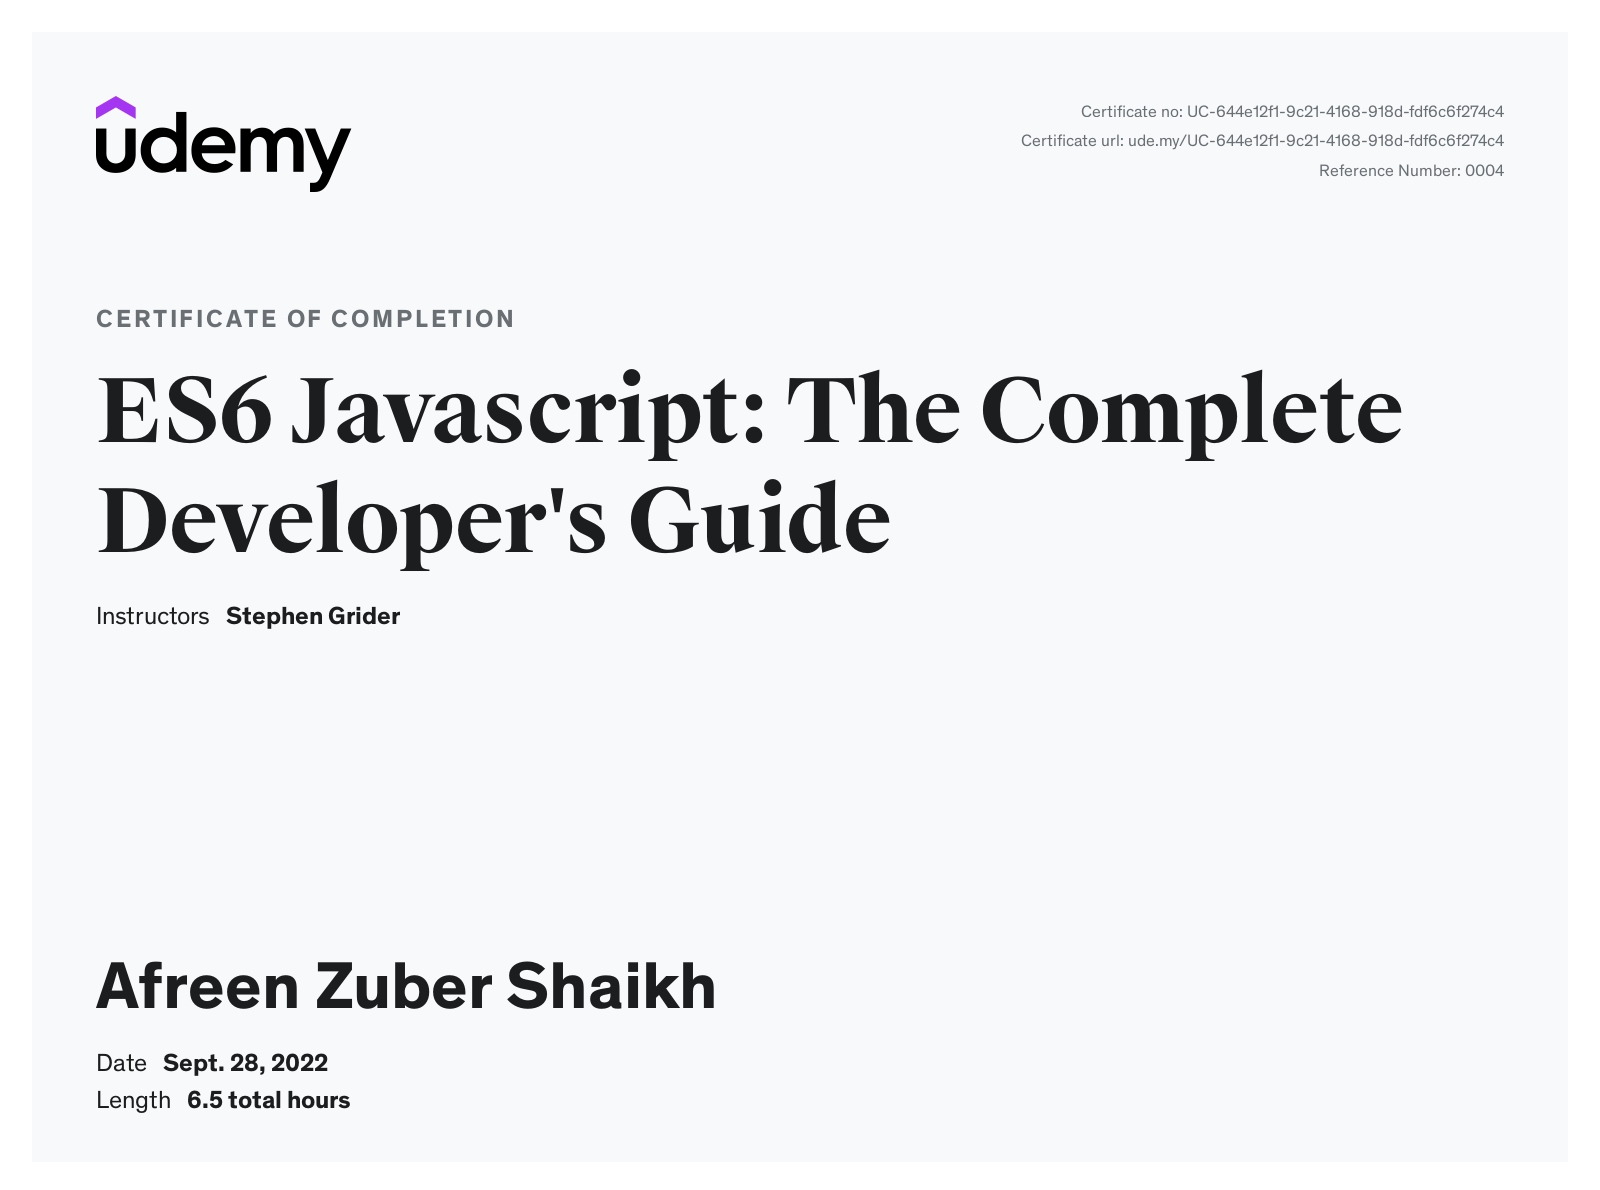 udemy
Certificate no: UC-644e12f1-9c21-4168-918d-fdf6c6f274c4
Certificate url: ude.my/UC-644e12f1-9c21-4168-918d-fdf6c6f274c4
Reference Number: 0004
CERTIFICATE OF COMPLETION
ES6 Javascript: The Complete
Developer's Guide
Instructors Stephen Grider
Afreen Zuber Shaikh
Date Sept. 28, 2022
Length 6.5 total hours